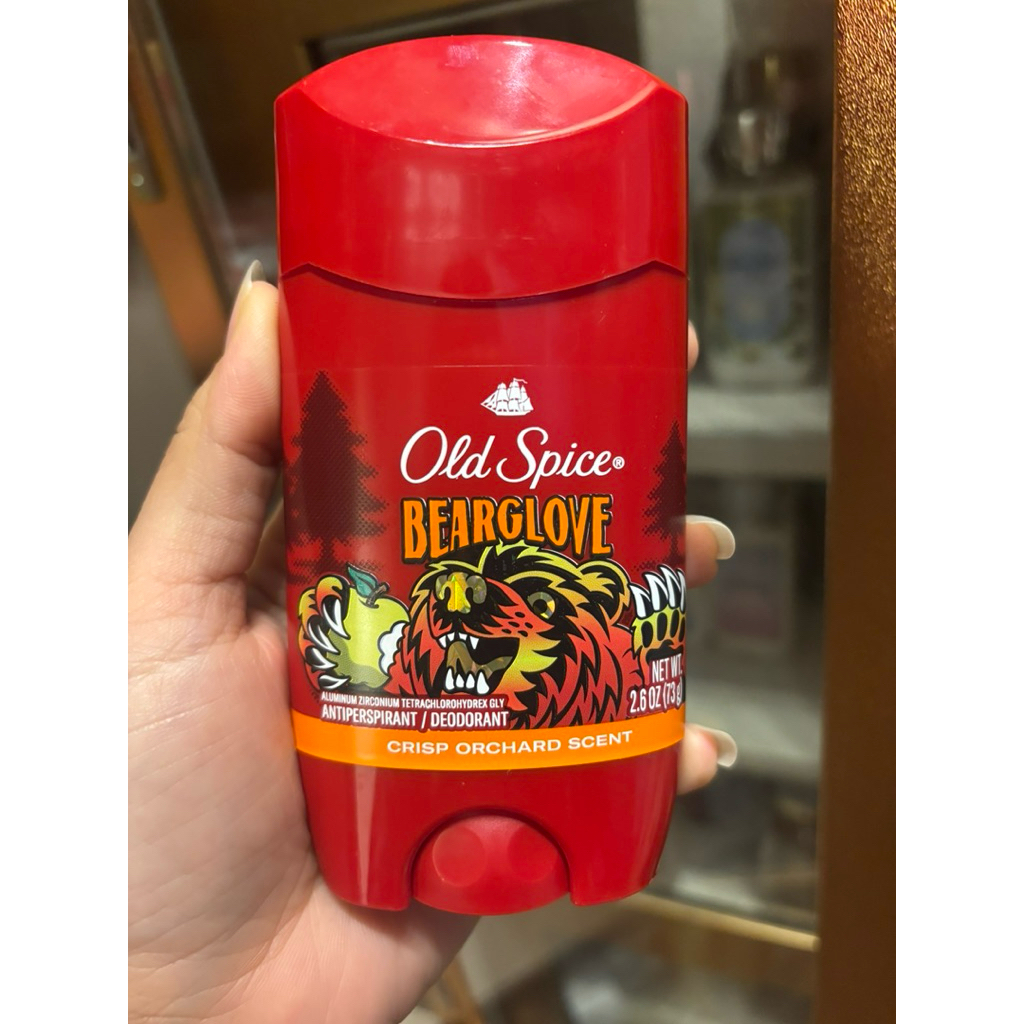 Old Spice®
BEARGLOVE
ALUMINUM ZIRCONIUM TETRACHLOROHYDREX GLY
ANTIPERSPIRANT / DEODORANT
NET WT.
2.6 OZ (73 g)
CRISP ORCHARD SCENT